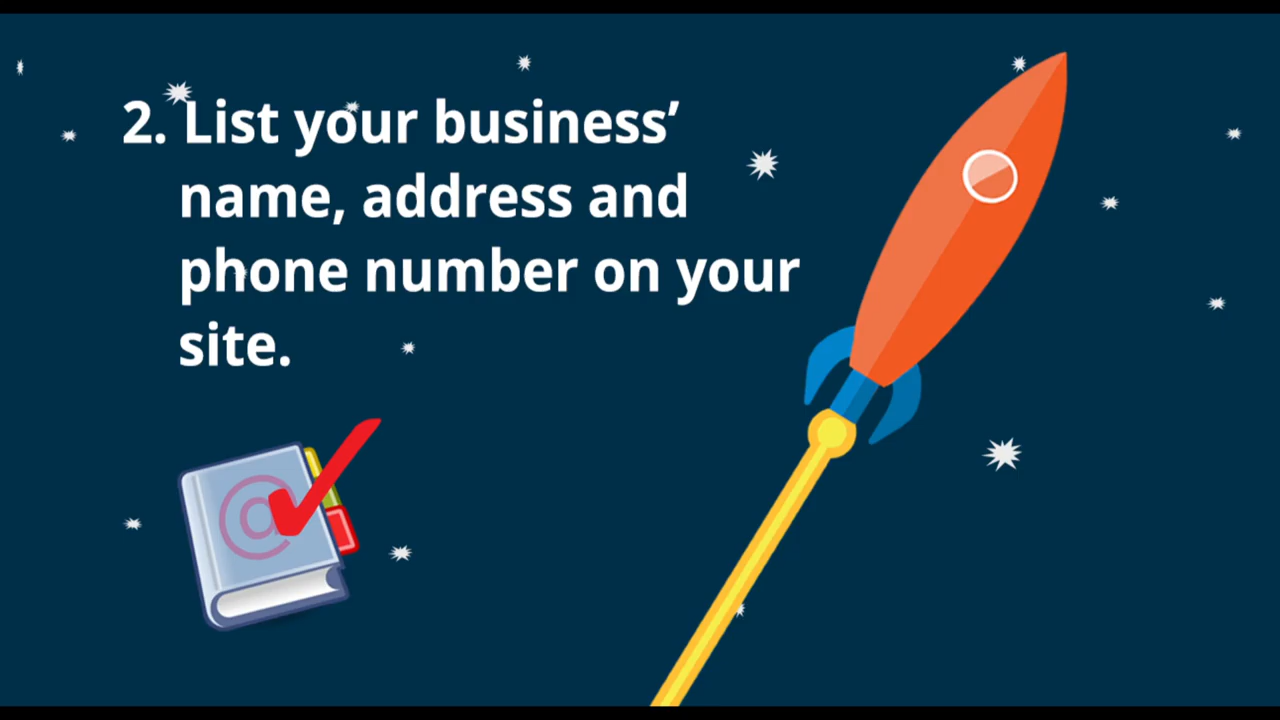 2. List your business’
name, address and
phone number on your
site.
@